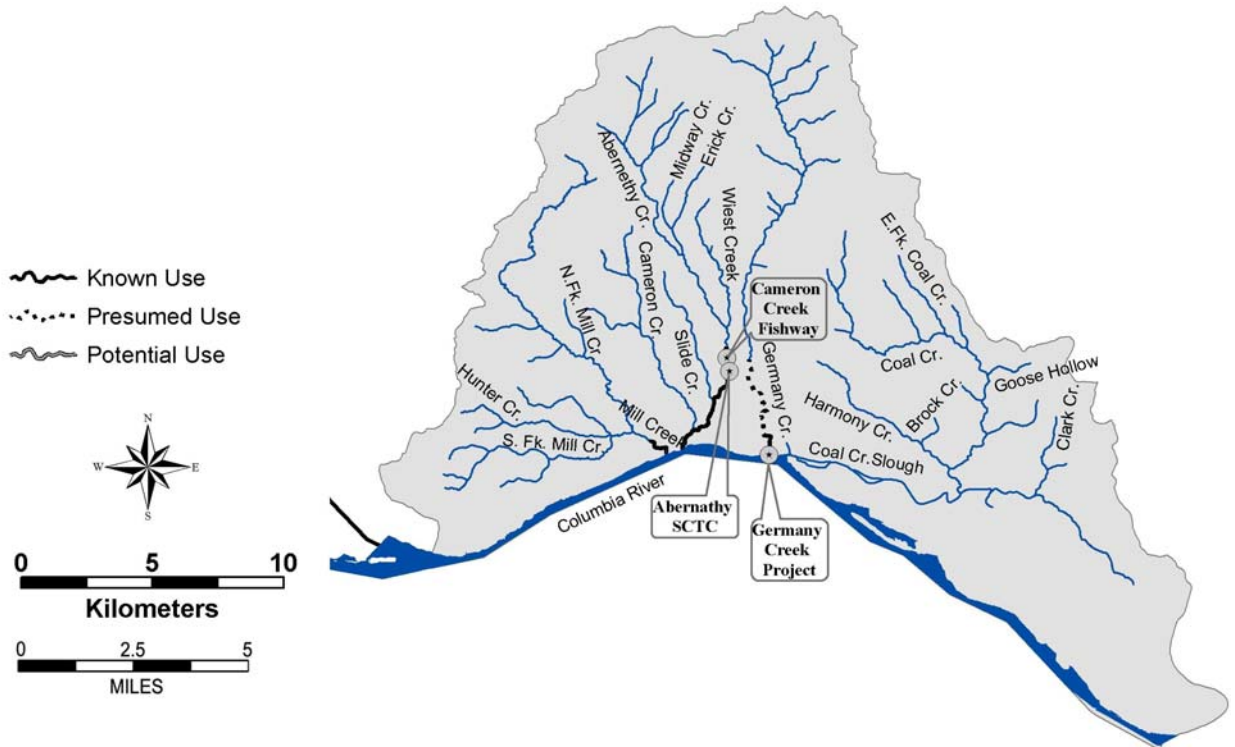 Known Use
Presumed Use
Potential Use
N
W
E
S
0
5
10
Kilometers
0
2.5
5
MILES
Abernethy Cr.
Midway Cr.
Erick Cr.
Wiest Creek
N.Fk. Mill Cr.
Cameron Cr.
Slide Cr.
Hunter Cr.
Mill Creek
S. Fk. Mill Cr.
Columbia River
Cameron
Creek
Fishway
Germany Cr.
E.Fk. Coal Cr.
Coal Cr.
Goose Hollow
Harmony Cr.
Brock Cr.
Clark Cr.
Coal Cr.Slough
Abernathy
SCTC
Germany
Creek
Project